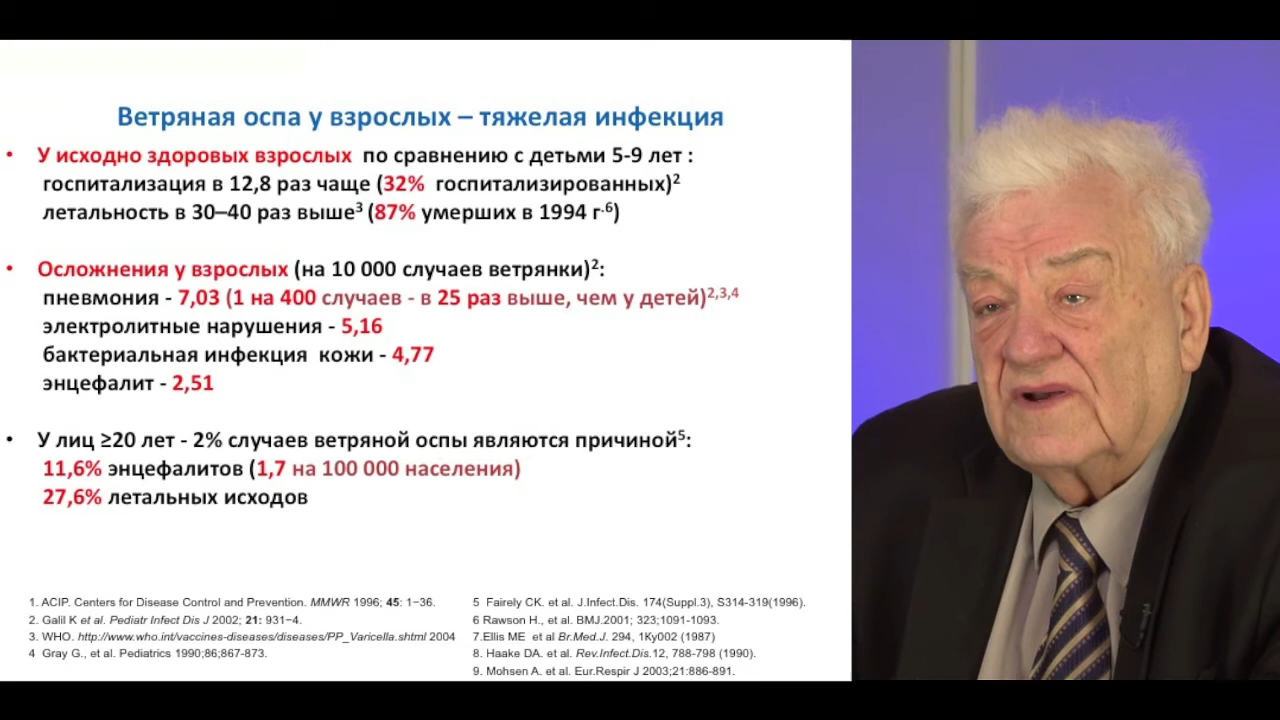 Ветряная оспа у взрослых – тяжелая инфекция
• У исходно здоровых взрослых по сравнению с детьми 5-9 лет :
госпитализация в 12,8 раз чаще (32% госпитализированных)2
летальность в 30–40 раз выше3 (87% умерших в 1994 г.6)
• Осложнения у взрослых (на 10 000 случаев ветрянки)2:
пневмония - 7,03 (1 на 400 случаев - в 25 раз выше, чем у детей)2,3,4
электролитные нарушения - 5,16
бактериальная инфекция кожи - 4,77
энцефалит - 2,51
• У лиц ≥20 лет - 2% случаев ветряной оспы являются причиной5:
11,6% энцефалитов (1,7 на 100 000 населения)
27,6% летальных исходов
1. ACIP. Centers for Disease Control and Prevention. MMWR 1996; 45: 1–36.
2. Galil K et al. Pediatr Infect Dis J 2002; 21: 931–4.
3. WHO. http://www.who.int/vaccines-diseases/diseases/PP_Varicella.shtml 2004
4 Gray G., et al. Pediatrics 1990;86;867-873.
5 Fairely CK. et al. J.Infect.Dis. 174(Suppl.3), S314-319(1996).
6 Rawson H., et al. BMJ.2001; 323;1091-1093.
7.Ellis ME et al Br.Med.J. 294, 1Ky002 (1987)
8. Haake DA. et al. Rev.Infect.Dis.12, 788-798 (1990).
9. Mohsen A. et al. Eur.Respir J 2003;21:886-891.